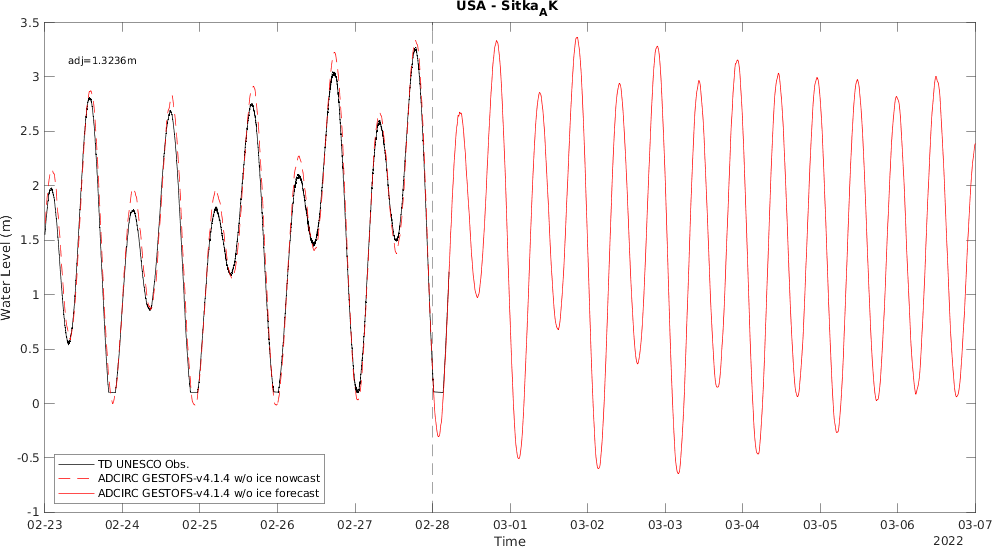 USA - Sitka_AK
adj=1.3236m
3.5
3
2.5
2
1.5
1
0.5
0
-0.5
-1
Water Level (m)
TD UNESCO Obs.
ADCIRC GESTOFS-v4.1.4 w/o ice nowcast
ADCIRC GESTOFS-v4.1.4 w/o ice forecast
02-23 02-24 02-25 02-26 02-27 02-28 03-01 03-02 03-03 03-04 03-05 03-06 03-07
Time
2022